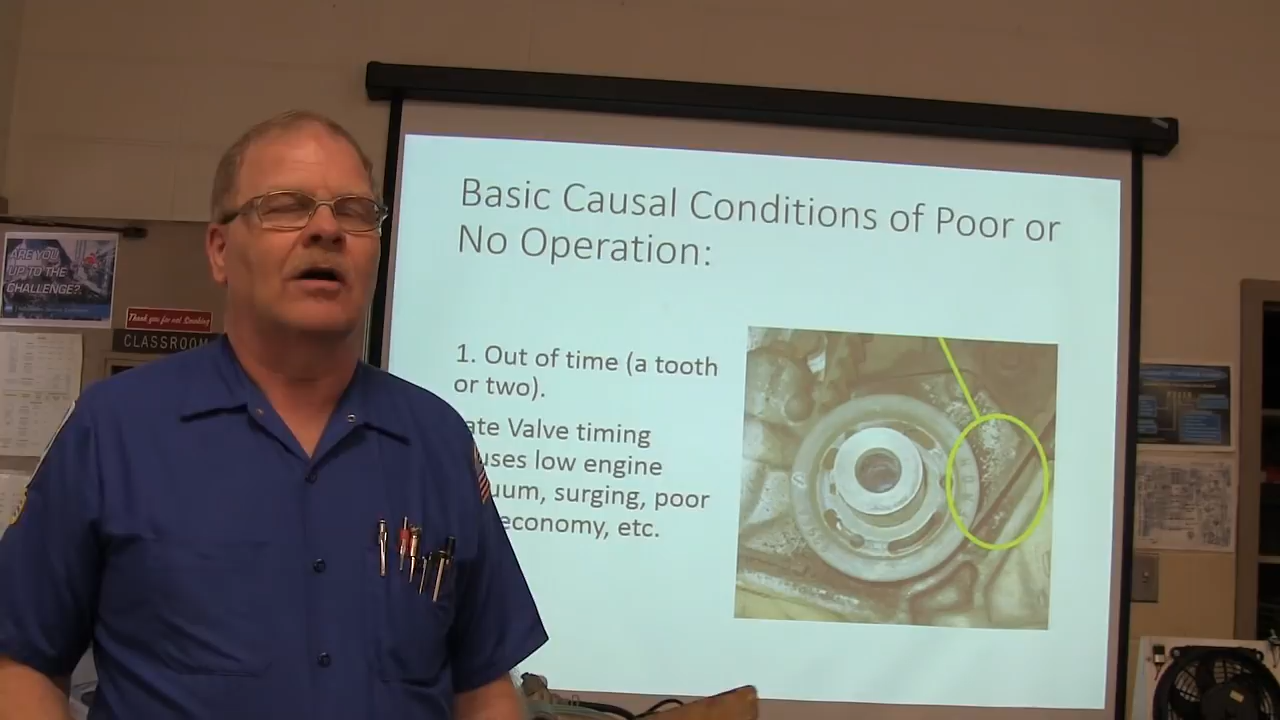 Basic Causal Conditions of Poor or
No Operation:
1. Out of time (a tooth
or two).
ate Valve timing
uses low engine
uum, surging, poor
economy, etc.
ARE YOU
UP TO THE
CHALLENGE?
Thank you for not Smoking
CLASSROOM